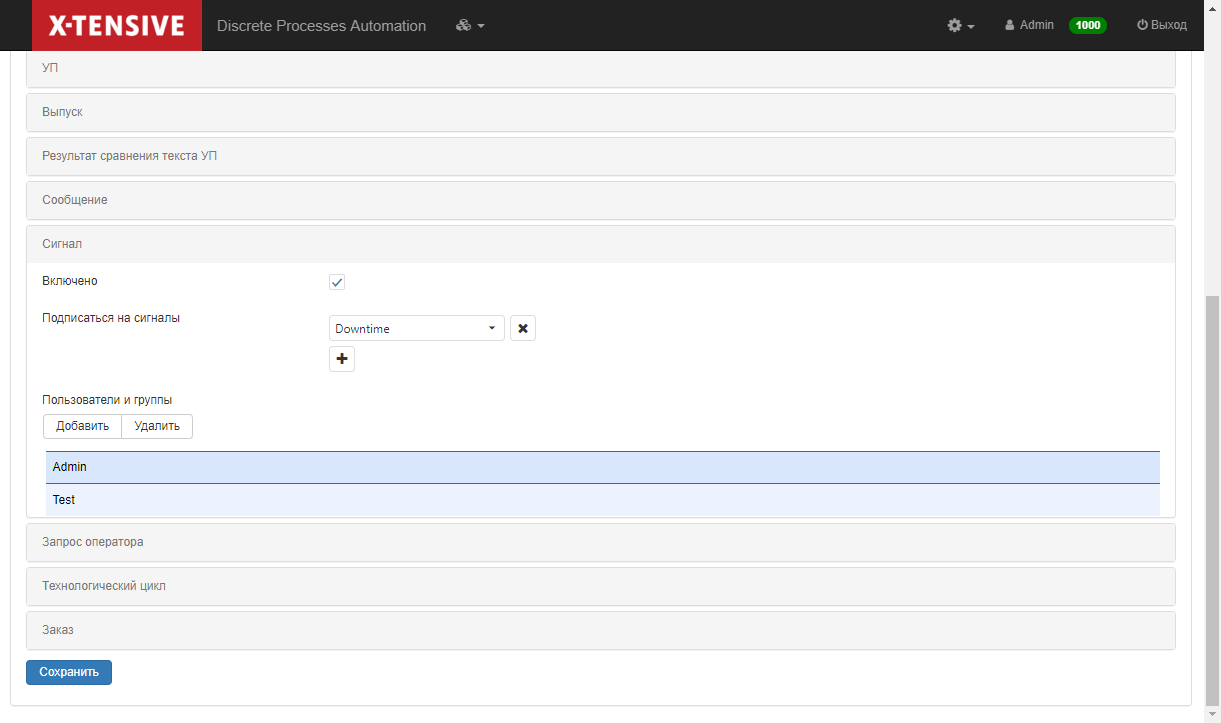 X-TENSIVE Discrete Processes Automation Admin 1000 Выход
УП
Выпуск
Результат сравнения текста УП
Сообщение
Сигнал
Включено
Подписаться на сигналы
Downtime
Пользователи и группы
Добавить Удалить
Admin
Test
Запрос оператора
Технологический цикл
Заказ
Сохранить